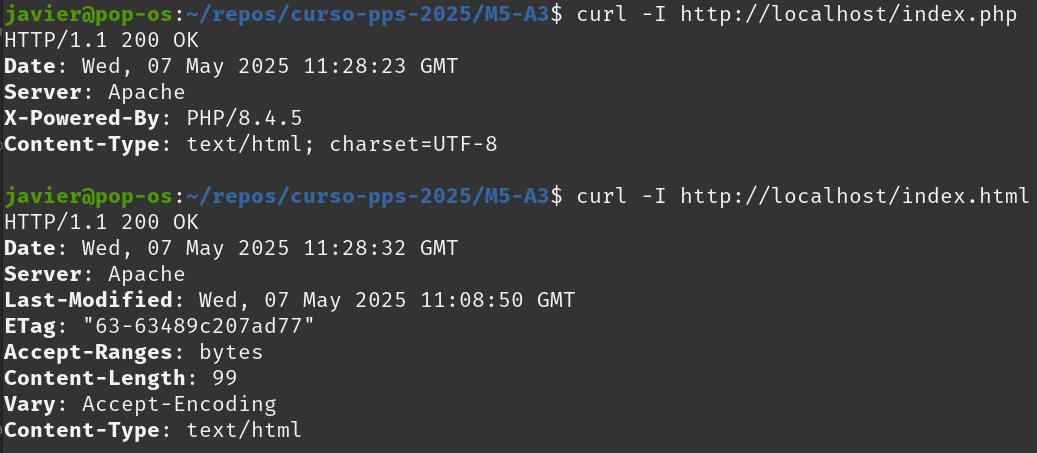 javier@pop-os:~/repos/curso-pps-2025/M5-A3$ curl -I http://localhost/index.php
HTTP/1.1 200 OK
Date: Wed, 07 May 2025 11:28:23 GMT
Server: Apache
X-Powered-By: PHP/8.4.5
Content-Type: text/html; charset=UTF-8
javier@pop-os:~/repos/curso-pps-2025/M5-A3$ curl -I http://localhost/index.html
HTTP/1.1 200 OK
Date: Wed, 07 May 2025 11:28:32 GMT
Server: Apache
Last-Modified: Wed, 07 May 2025 11:08:50 GMT
ETag: "63-63489c207ad77"
Accept-Ranges: bytes
Content-Length: 99
Vary: Accept-Encoding
Content-Type: text/html